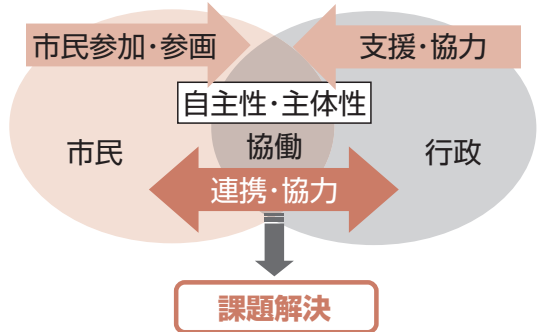 市民参加・参画
支援・協力
自主性・主体性
市民
協働
行政
連携・協力
課題解決